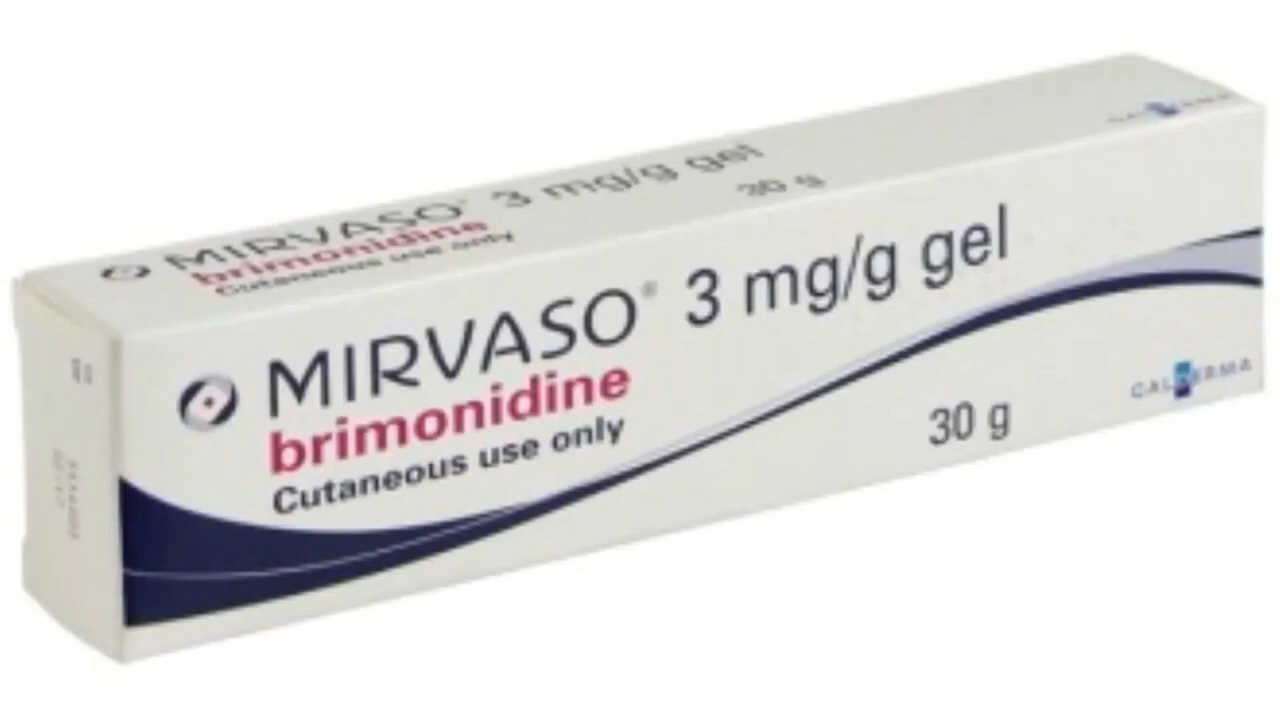 MIRVASO® 3 mg/g gel
brimonidine
Cutaneous use only
30 g
MIRVASO® 3 mg/g gel
brimonidine
Cutaneous use only
30 g